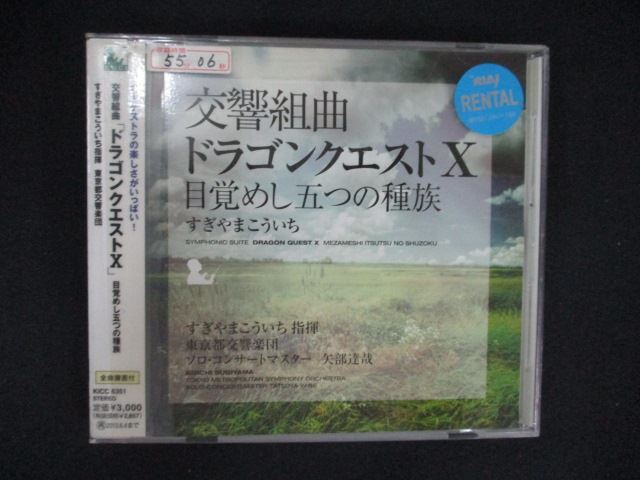 オーケストラの楽しさがいっぱい!
交響組曲「ドラゴンクエストX」目覚めし五つの種族
すぎやまこういち指揮 東京都交響楽団
全曲譜面付
KICC 6351
STEREO
定価¥3,000
55 06
RENTAL
交響組曲
ドラゴンクエストX
目覚めし五つの種族
すぎやまこういち
SYMPHONIC SUITE DRAGON QUEST X MEZAMESHI ITSUTSU NO SHUZOKU
すぎやまこういち 指揮
東京都交響楽団
ソロ・コンサートマスター 矢部達哉
KOICHI SUGIYAMA
TOKYO METROPOLITAN SYMPHONY ORCHESTRA
SOLO-CONCERTMASTER TATSUYA YABE